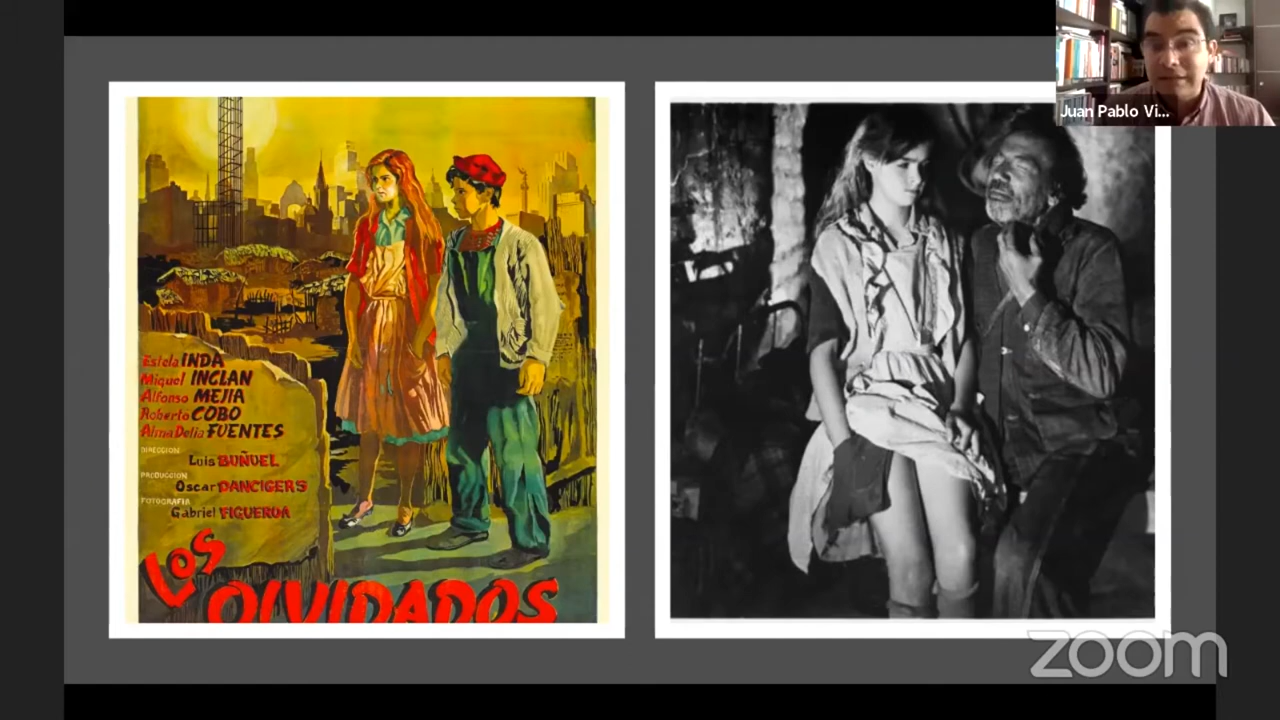 Juan Pablo Vi...
Estela INDA
Miguel INCLAN
Alfonso MEJIA
Roberto COBO
Alma Delia FUENTES
DIRECCION
Luis BUÑUEL
PRODUCCION
Oscar DANCIGERS
FOTOGRAFIA
Gabriel FIGUEROA
LOS
OLVIDADOS
zoom